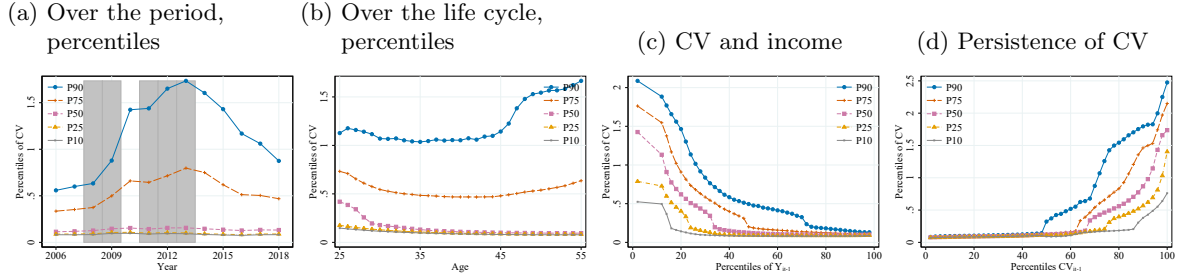 (a) Over the period,
percentiles
(b) Over the life cycle,
percentiles
(c) CV and income
(d) Persistence of CV
Percentiles of CV
0 .5 1 1.5
P90
P75
P50
P25
P10
2006 2009 2012 2015 2018
Year
Percentiles of CV
0 .5 1 1.5
P90
P75
P50
P25
P10
25 35 45 55
Age
Percentiles of CV
0 .5 1 1.5 2
P90
P75
P50
P25
P10
0 20 40 60 80 100
Percentiles of Yit-1
Percentiles of CV
0 .5 1 1.5 2 2.5
P90
P75
P50
P25
P10
0 20 40 60 80 100
Percentiles CVit-1